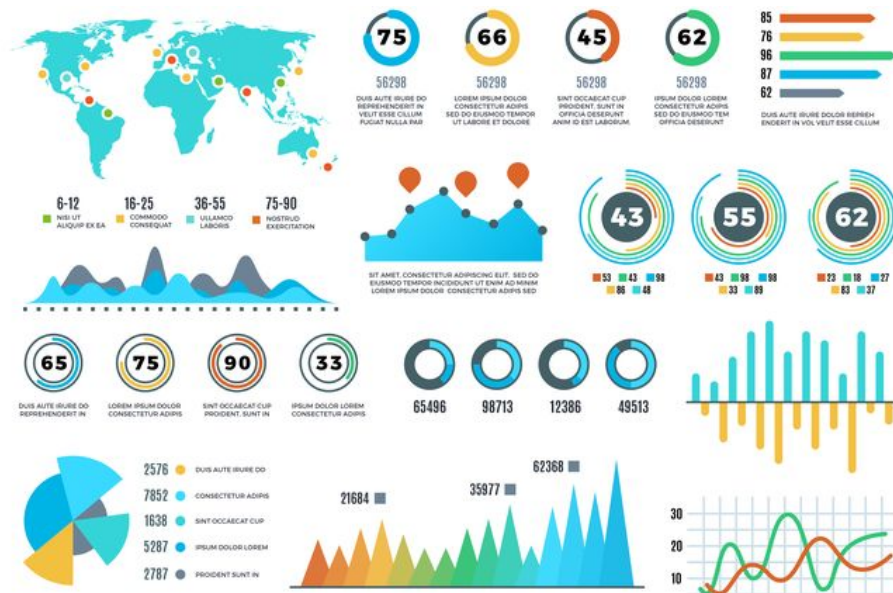 75
66
45
62
56298
56298
56298
56298
DUIS AUTE IRURE DO
REPREHENDERIT IN
VELIT ESSE CILLUM
FUGIAT NULLA PAR
LOREM IPSUM DOLOR
CONSECTETUR ADIPIS
SED DO EIUSMOD TEMPOR
UT LABORE ET DOLORE
SINT OCCAECAT CUP
PROIDENT. SUNT IN
OFFICIA DESERUNT
ANIM ID EST LABORUM.
IPSUM DOLOR LOREM
CONSECTETUR ADIPIS
SED DO EIUSMOD TEM
OFFICIA DESERUNT
85
76
96
87
62
DUIS AUTE IRURE DOLOR REPREH
ENDERIT IN VOL VELIT ESSE CILLUM
6-12
NISI UT
ALIQUIP EX EA
16-25
COMMODO
CONSEQUAT
36-55
ULLAMCO
LABORIS
75-90
NOSTRUD
EXERCITATION
SIT AMET, CONSECTETUR ADIPISCING ELIT. SED DO
EIUSMOD TEMPOR INCIDIDUNT UT ENIM AD MINIM
LOREM IPSUM DOLOR CONSECTETUR ADIPIS SED
43
53 43 98
86 48
55
43 98 98
33 89
62
23 18 27
83 37
65
DUIS AUTE IRURE DO
REPREHENDERIT IN
75
LOREM IPSUM DOLOR
CONSECTETUR ADIPIS
90
SINT OCCAECAT CUP
PROIDENT. SUNT IN
33
IPSUM DOLOR LOREM
CONSECTETUR ADIPIS
65496
98713
12386
49513
2576 DUIS AUTE IRURE DO
7852 CONSECTETUR ADIPIS
1638 SINT OCCAECAT CUP
5287 IPSUM DOLOR LOREM
2787 PROIDENT SUNT IN
21684
35977
62368
30
20
10